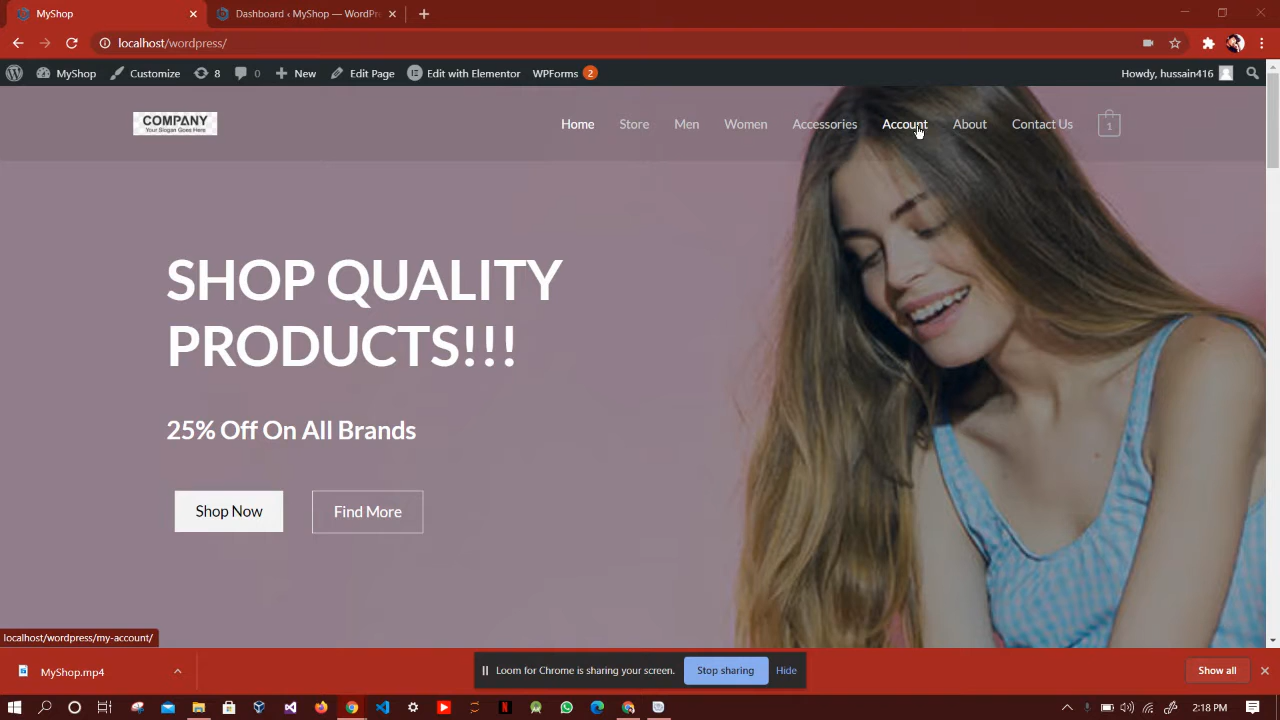 MyShop
Dashboard ‹ MyShop — WordPr
localhost/wordpress/
MyShop
Customize
8
0
New
Edit Page
Edit with Elementor
WPForms 2
Howdy, hussain416
COMPANY
Your Slogan Goes Here
Home
Store
Men
Women
Accessories
Account
About
Contact Us
1
SHOP QUALITY
PRODUCTS!!!
25% Off On All Brands
Shop Now
Find More
localhost/wordpress/my-account/
MyShop.mp4
Loom for Chrome is sharing your screen.
Stop sharing
Hide
Show all
2:18 PM